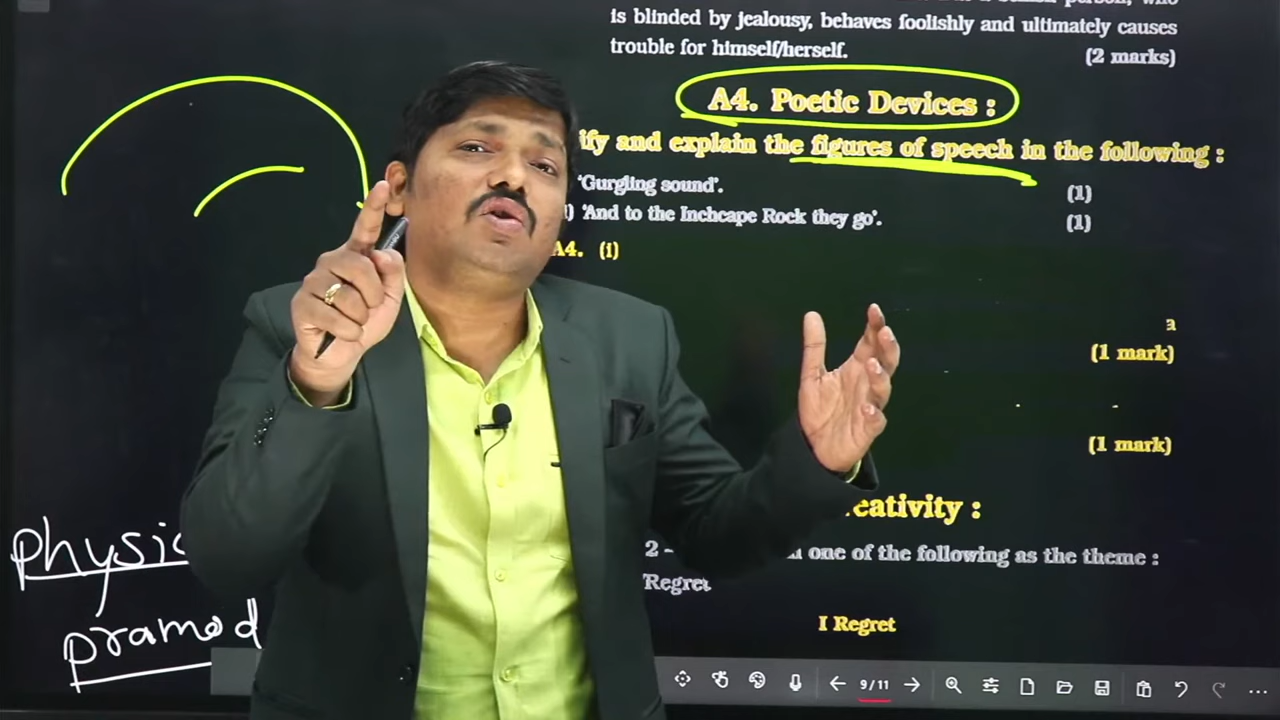 is blinded by jealousy, behaves foolishly and ultimately causes
trouble for himself/herself. (2 marks)
A4. Poetic Devices :
ify and explain the figures of speech in the following :
'Gurgling sound'. (1)
) 'And to the Inchcape Rock they go'. (1)
A4. (i)
a
(1 mark)
(1 mark)
eativity :
2 - one of the following as the theme :
'Regret
I Regret
Physic
pramod
9/11